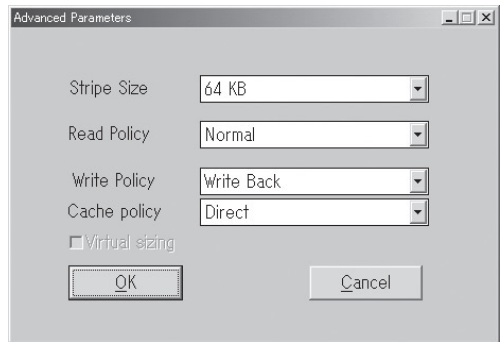 Advanced Parameters
Stripe Size 64 KB
Read Policy Normal
Write Policy Write Back
Cache policy Direct
Virtual sizing
OK Cancel